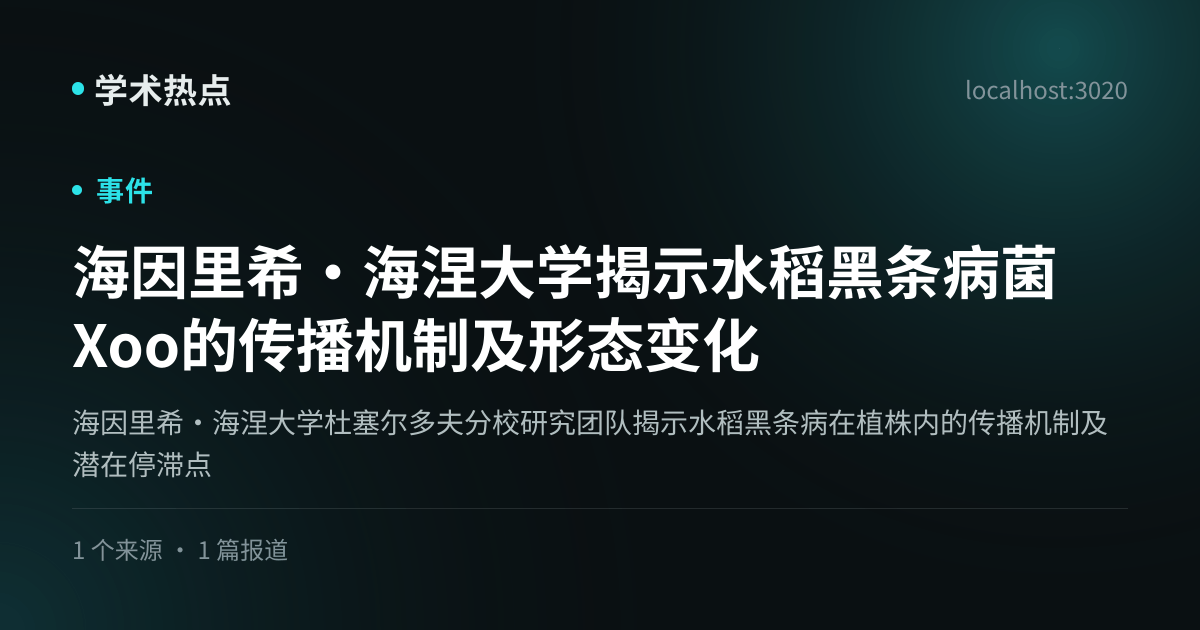 学术热点
localhost:3020
事件
海因里希・海涅大学揭示水稻黑条病菌
Xoo的传播机制及形态变化
海因里希・海涅大学杜塞尔多夫分校研究团队揭示水稻黑条病在植株内的传播机制及
潜在停滞点
1 个来源 · 1 篇报道